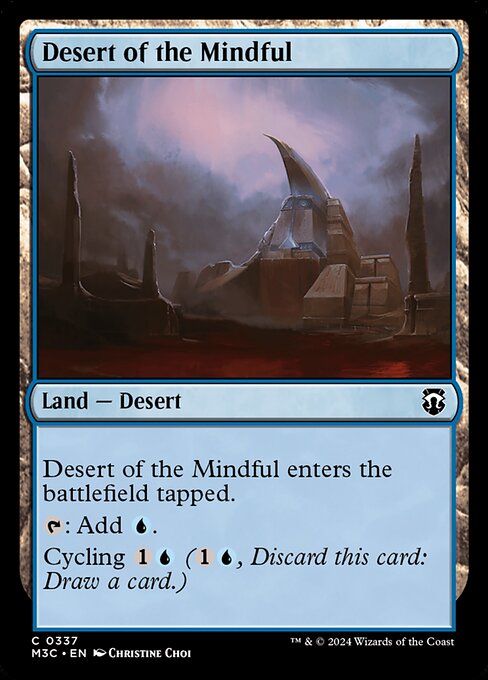 Desert of the Mindful
Land — Desert
Desert of the Mindful enters the
battlefield tapped.
: Add .
Cycling 1 (1 , Discard this card:
Draw a card.)
C 0337
™ & © 2024 Wizards of the Coast
M3C • EN Christine Choi